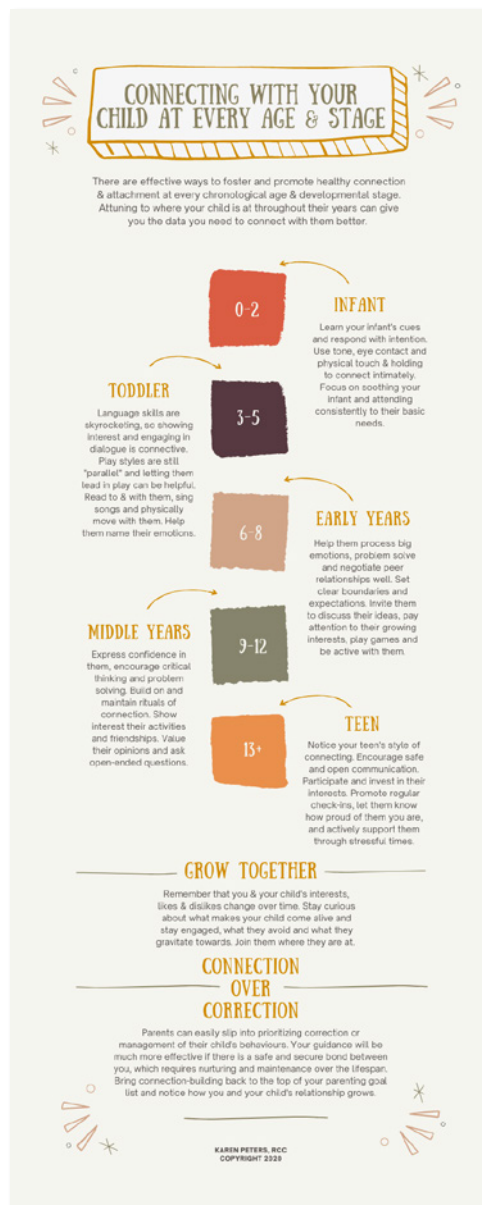 CONNECTING WITH YOUR
CHILD AT EVERY AGE & STAGE
There are effective ways to foster and promote healthy connection
& attachment at every chronological age & developmental stage.
Attuning to where your child is at throughout their years can give
you the data you need to connect with them better.
0-2
INFANT
Learn your infant's cues
and respond with intention.
Use tone, eye contact and
physical touch & holding
to connect intimately.
Focus on soothing your
infant and attending
consistently to their basic
needs.
TODDLER
3-5
Language skills are
skyrocketing, so showing
interest and engaging in
dialogue is connective.
Play styles are still
"parallel" and letting them
lead in play can be helpful.
Read to & with them, sing
songs and physically
move with them. Help
them name their emotions.
6-8
EARLY YEARS
Help them process big
emotions, problem solve
and negotiate peer
relationships well. Set
clear boundaries and
expectations. Invite them
to discuss their ideas, pay
attention to their growing
interests, play games and
be active with them.
MIDDLE YEARS
9-12
Express confidence in
them, encourage critical
thinking and problem
solving. Build on and
maintain rituals of
connection. Show
interest their activities
and friendships. Value
their opinions and ask
open-ended questions.
13+
TEEN
Notice your teen's style of
connecting. Encourage safe
and open communication.
Participate and invest in their
interests. Promote regular
check-ins, let them know
how proud of them you are,
and actively support them
through stressful times.
GROW TOGETHER
Remember that you & your child's interests,
likes & dislikes change over time. Stay curious
about what makes your child come alive and
stay engaged, what they avoid and what they
gravitate towards. Join them where they are at.
CONNECTION
OVER
CORRECTION
Parents can easily slip into prioritizing correction or
management of their child's behaviours. Your guidance will be
much more effective if there is a safe and secure bond between
you, which requires nurturing and maintenance over the lifespan.
Bring connection-building back to the top of your parenting goal
list and notice how you and your child's relationship grows.
KAREN PETERS, RCC
COPYRIGHT 2020